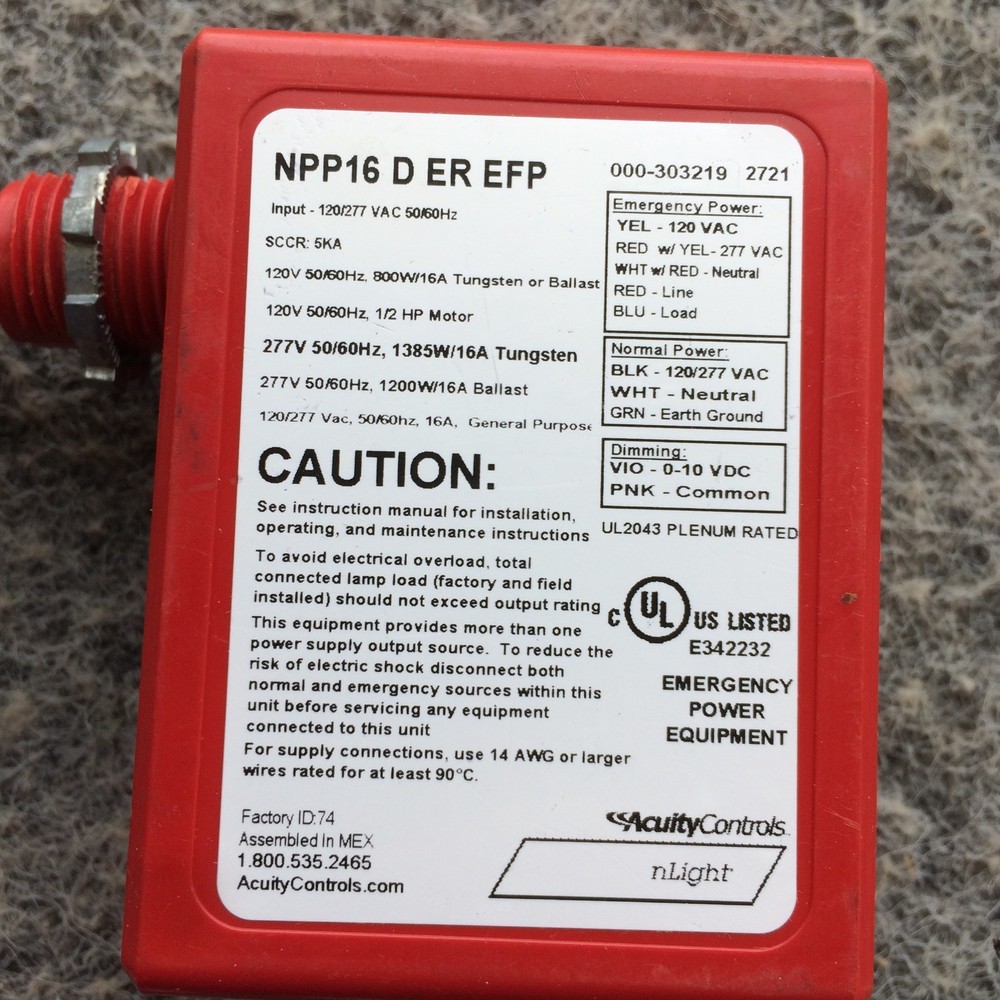 NPP16 D ER EFP
000-303219 2721
Input - 120/277 VAC 50/60Hz
SCCR: 5KA
120V 50/60Hz, 800W/16A Tungsten or Ballast
120V 50/60Hz, 1/2 HP Motor
277V 50/60Hz, 1385W/16A Tungsten
277V 50/60Hz, 1200W/16A Ballast
120/277 Vac, 50/60hz, 16A, General Purpose
Emergency Power:
YEL - 120 VAC
RED w/ YEL- 277 VAC
WHT w/ RED - Neutral
RED - Line
BLU - Load
Normal Power:
BLK - 120/277 VAC
WHT - Neutral
GRN - Earth Ground
Dimming:
VIO - 0-10 VDC
PNK - Common
UL2043 PLENUM RATED
CAUTION:
See instruction manual for installation,
operating, and maintenance instructions
To avoid electrical overload, total
connected lamp load (factory and field
installed) should not exceed output rating
This equipment provides more than one
power supply output source. To reduce the
risk of electric shock disconnect both
normal and emergency sources within this
unit before servicing any equipment
connected to this unit
For supply connections, use 14 AWG or larger
wires rated for at least 90°C.
C UL US LISTED
E342232
EMERGENCY
POWER
EQUIPMENT
Factory ID:74
Assembled In MEX
1.800.535.2465
AcuityControls.com
AcuityControls
nLight